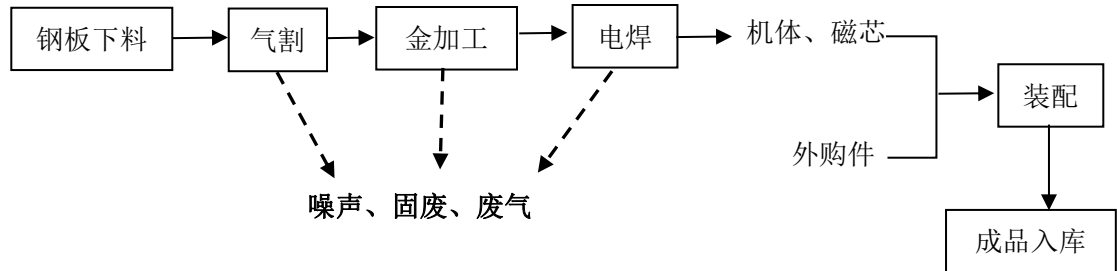 钢板下料
气割
金加工
电焊
机体、磁芯
装配
外购件
噪声、固废、废气
成品入库